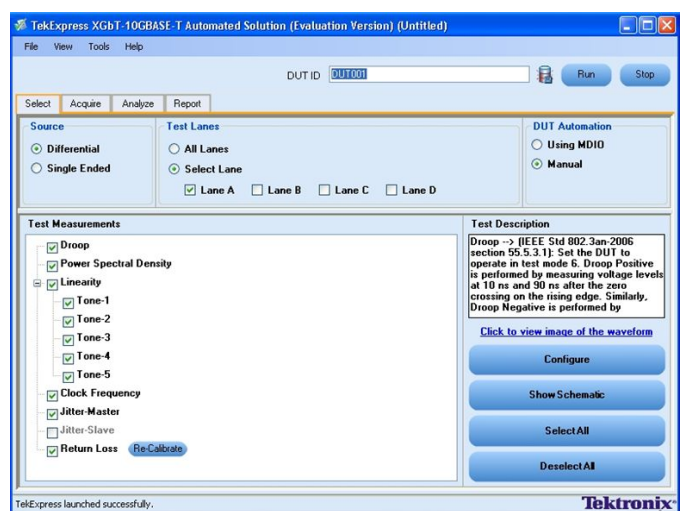 TekExpress XGbT-10GBASE-T Automated Solution (Evaluation Version) (Untitled)
File View Tools Help
DUT ID DUT001 Run Stop
Select Acquire Analyze Report
Source
Differential
Single Ended
Test Lanes
All Lanes
Select Lane
Lane A Lane B Lane C Lane D
DUT Automation
Using MDIO
Manual
Test Measurements
Droop
Power Spectral Density
Linearity
Tone-1
Tone-2
Tone-3
Tone-4
Tone-5
Clock Frequency
Jitter-Master
Jitter-Slave
Return Loss Re-Calibrate
Test Description
Droop --> (IEEE Std 802.3an-2006
section 55.5.3.1): Set the DUT to
operate in test mode 6. Droop Positive
is performed by measuring voltage levels
at 10 ns and 90 ns after the zero
crossing on the rising edge. Similarly,
Droop Negative is performed by
Click to view image of the waveform
Configure
Show Schematic
Select All
Deselect All
TekExpress launched successfully.
Tektronix